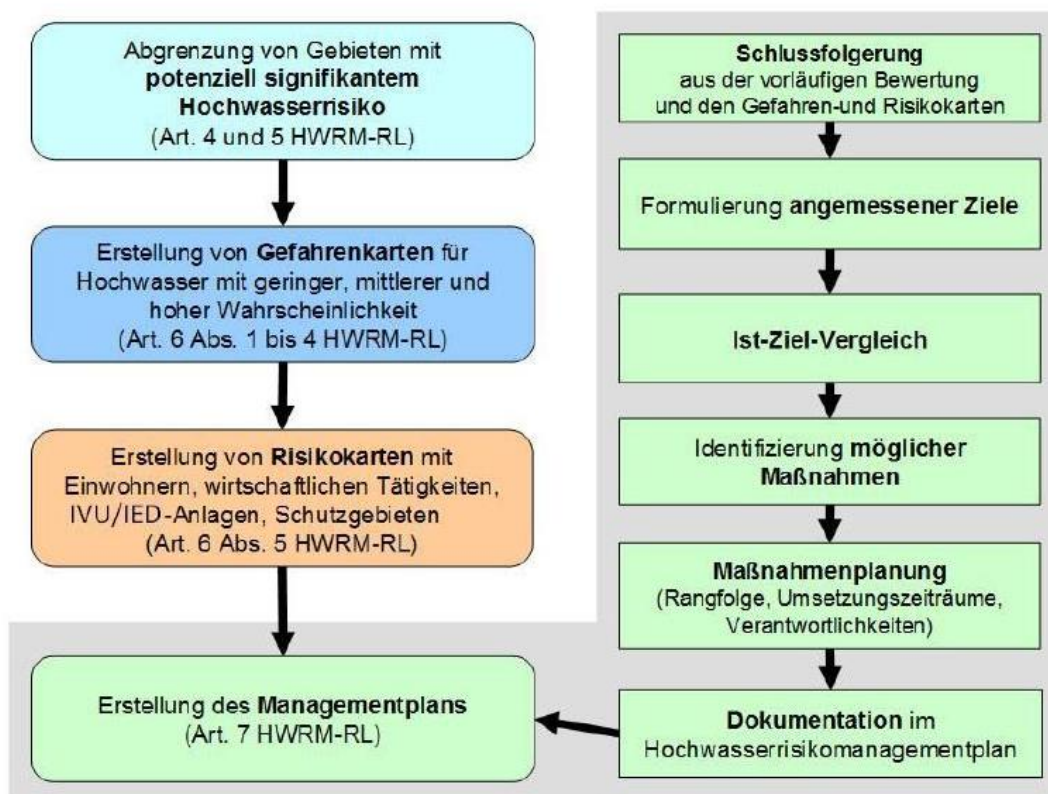 Abgrenzung von Gebieten mit
potenziell signifikantem
Hochwasserrisiko
(Art. 4 und 5 HWRM-RL)
Erstellung von Gefahrenkarten für
Hochwasser mit geringer, mittlerer und
hoher Wahrscheinlichkeit
(Art. 6 Abs. 1 bis 4 HWRM-RL)
Erstellung von Risikokarten mit
Einwohnern, wirtschaftlichen Tätigkeiten,
IVU/IED-Anlagen, Schutzgebieten
(Art. 6 Abs. 5 HWRM-RL)
Erstellung des Managementplans
(Art. 7 HWRM-RL)
Schlussfolgerung
aus der vorläufigen Bewertung
und den Gefahren-und Risikokarten
Formulierung angemessener Ziele
Ist-Ziel-Vergleich
Identifizierung möglicher
Maßnahmen
Maßnahmenplanung
(Rangfolge, Umsetzungszeiträume,
Verantwortlichkeiten)
Dokumentation im
Hochwasserrisikomanagementplan